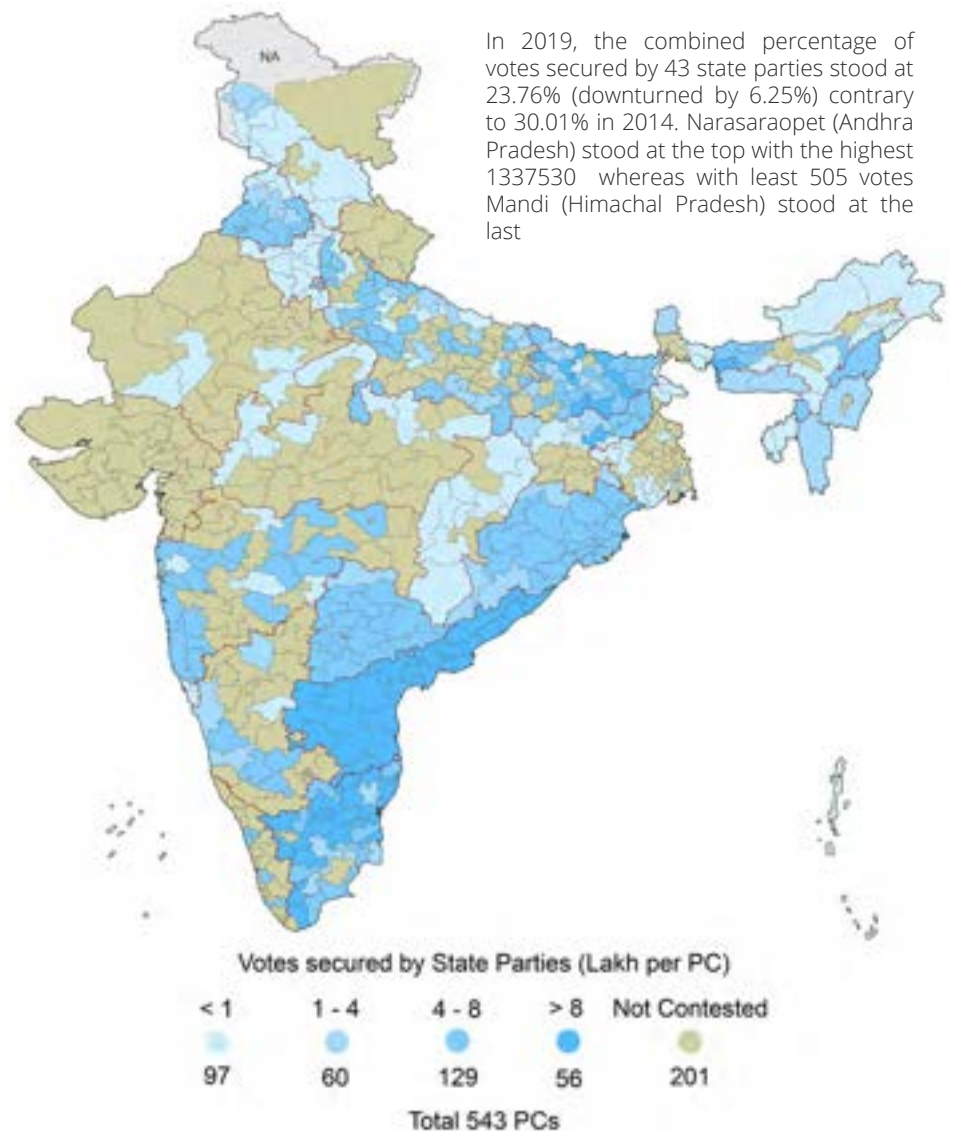 In 2019, the combined percentage of
votes secured by 43 state parties stood at
23.76% (downturned by 6.25%) contrary
to 30.01% in 2014. Narasaraopet (Andhra
Pradesh) stood at the top with the highest
1337530 whereas with least 505 votes
Mandi (Himachal Pradesh) stood at the
last
NA
Votes secured by State Parties (Lakh per PC)
< 1 1 - 4 4 - 8 > 8 Not Contested
97 60 129 56 201
Total 543 PCs